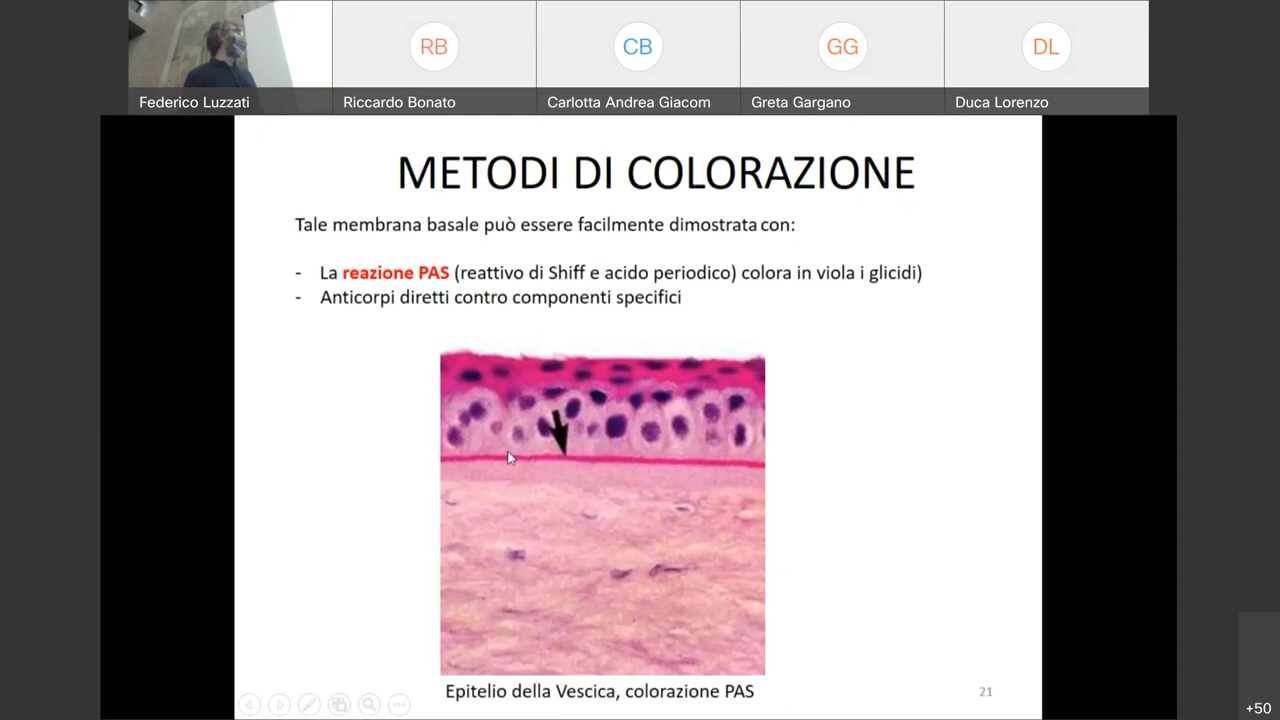 RB
CB
GG
DL
Federico Luzzati
Riccardo Bonato
Carlotta Andrea Giacom
Greta Gargano
Duca Lorenzo
METODI DI COLORAZIONE
Tale membrana basale può essere facilmente dimostrata con:
- La reazione PAS (reattivo di Shiff e acido periodico) colora in viola i glicidi)
- Anticorpi diretti contro componenti specifici
Epitelio della Vescica, colorazione PAS
21
+50